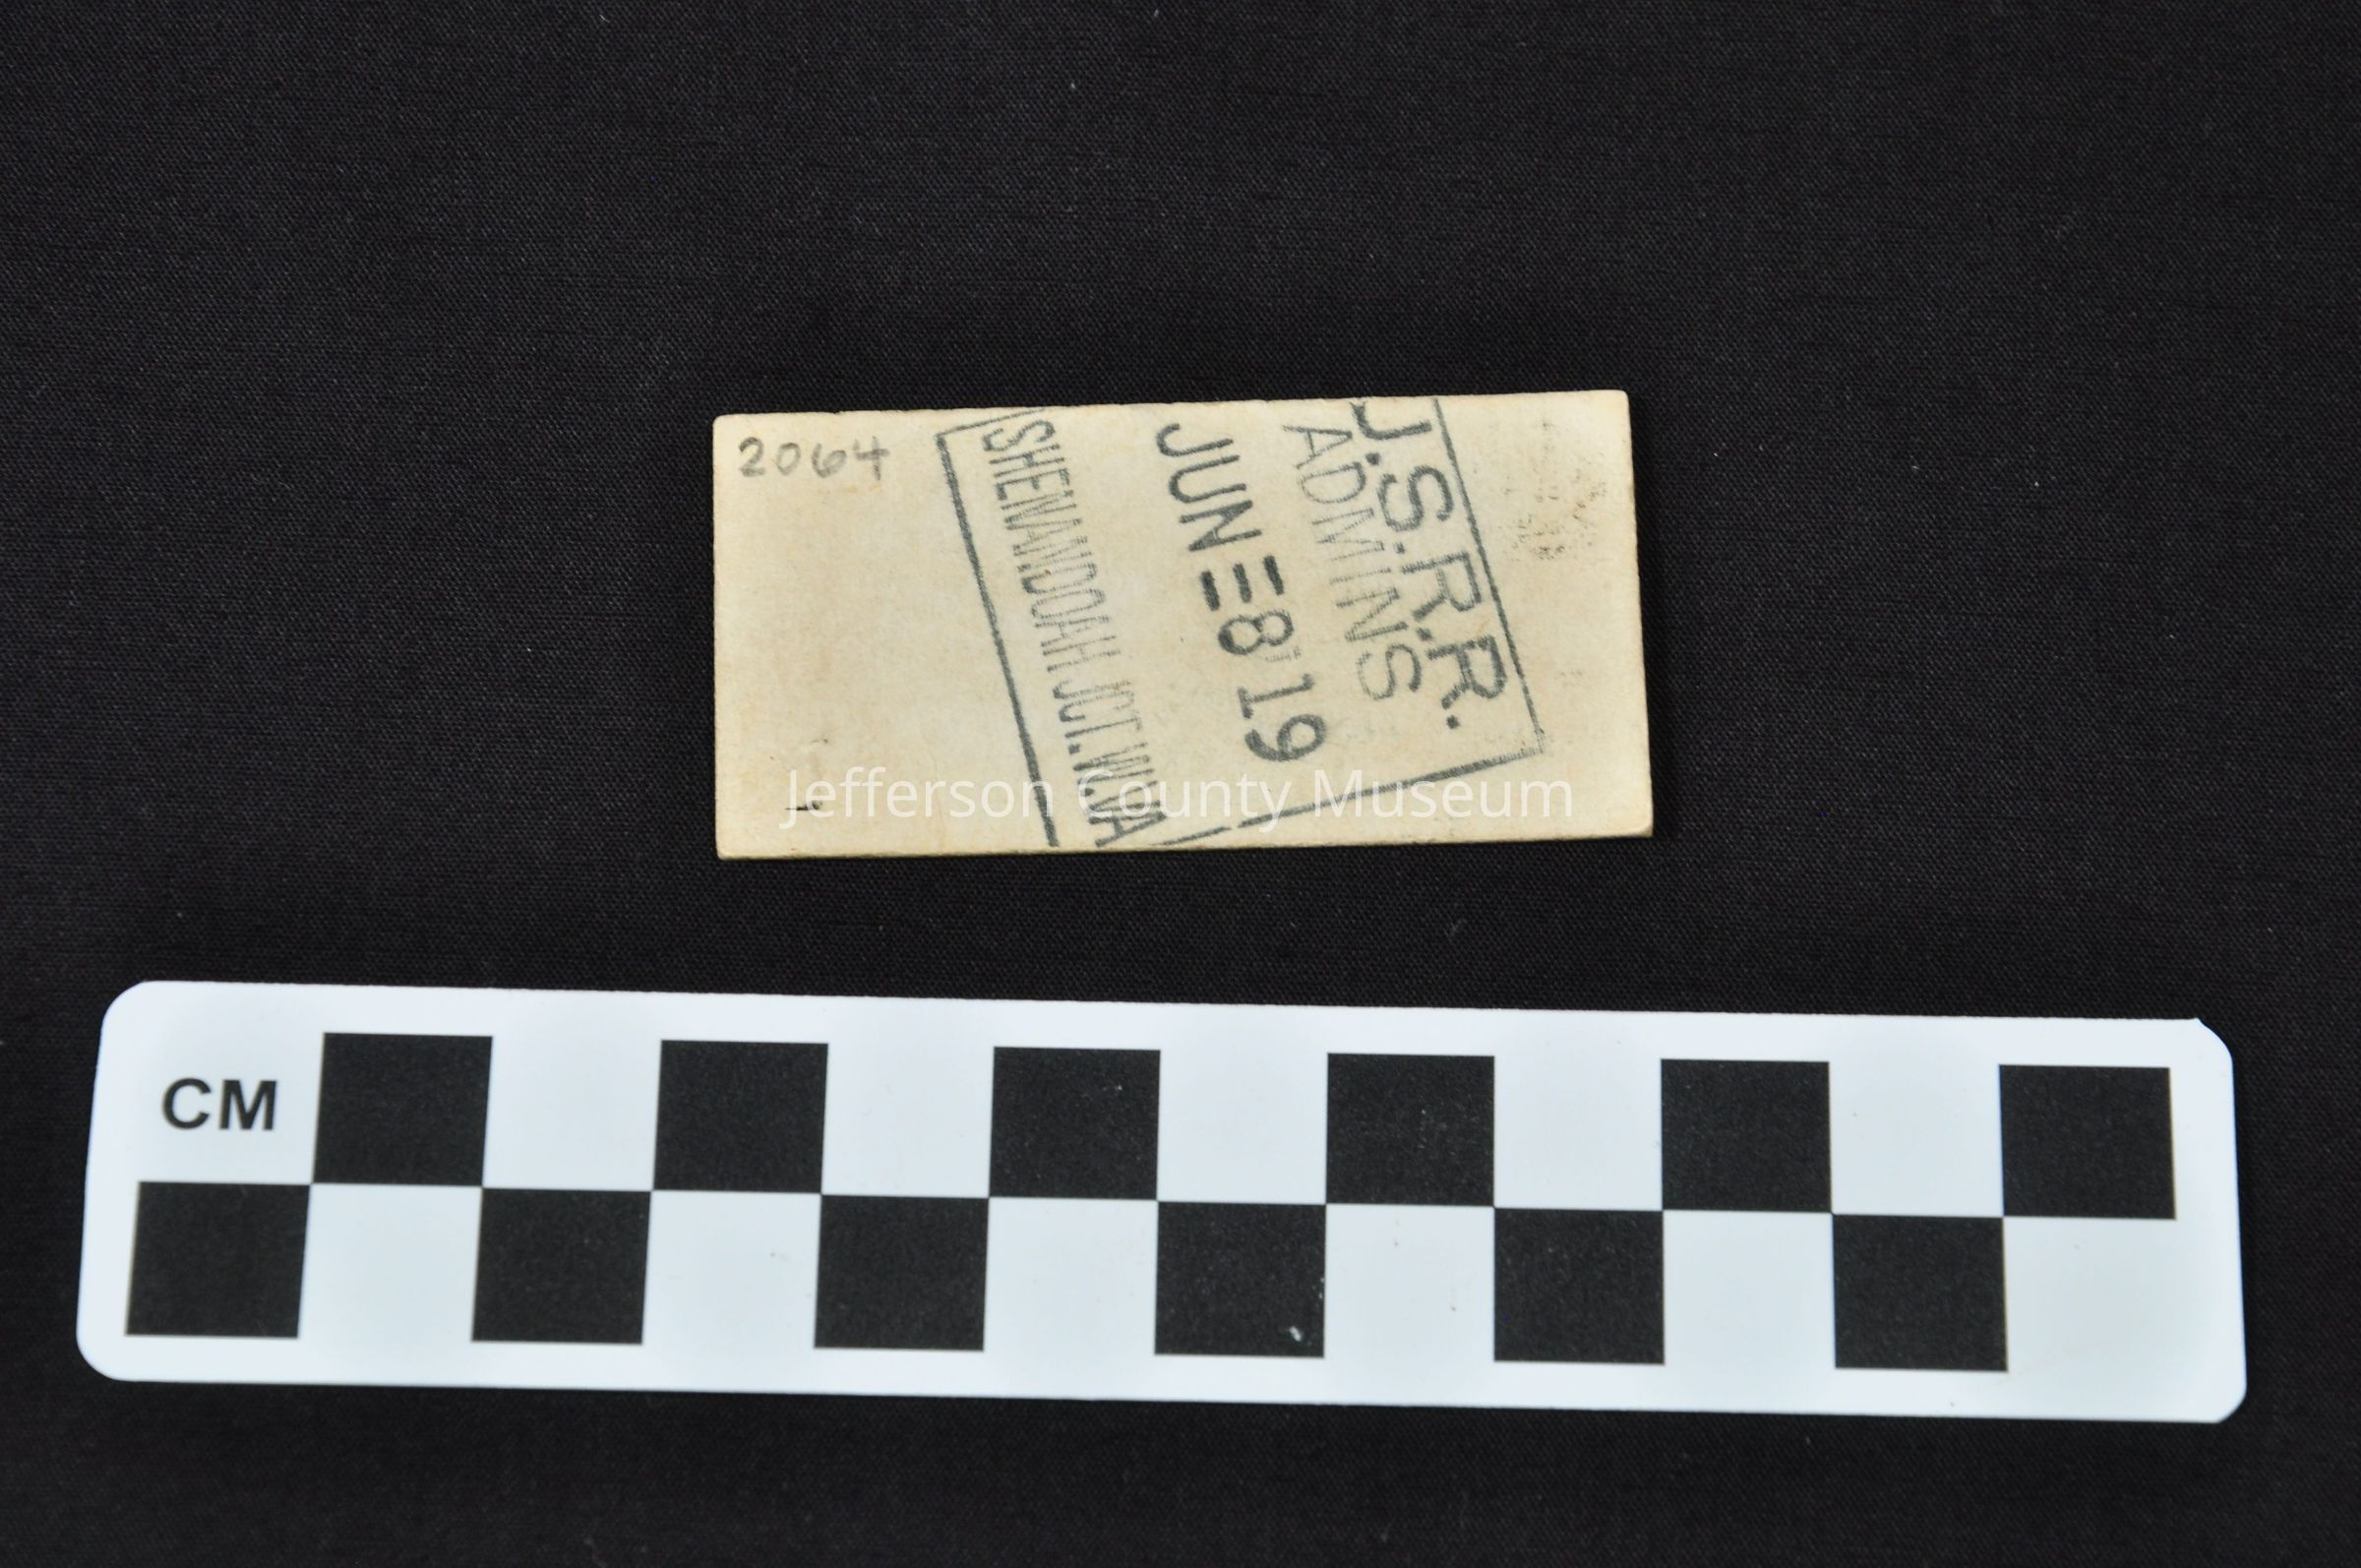 2064
U.S.R.R.
ADMINS
JUN =8 19
SHENANDOAH JCT. W. VA
Jefferson County Museum
CM